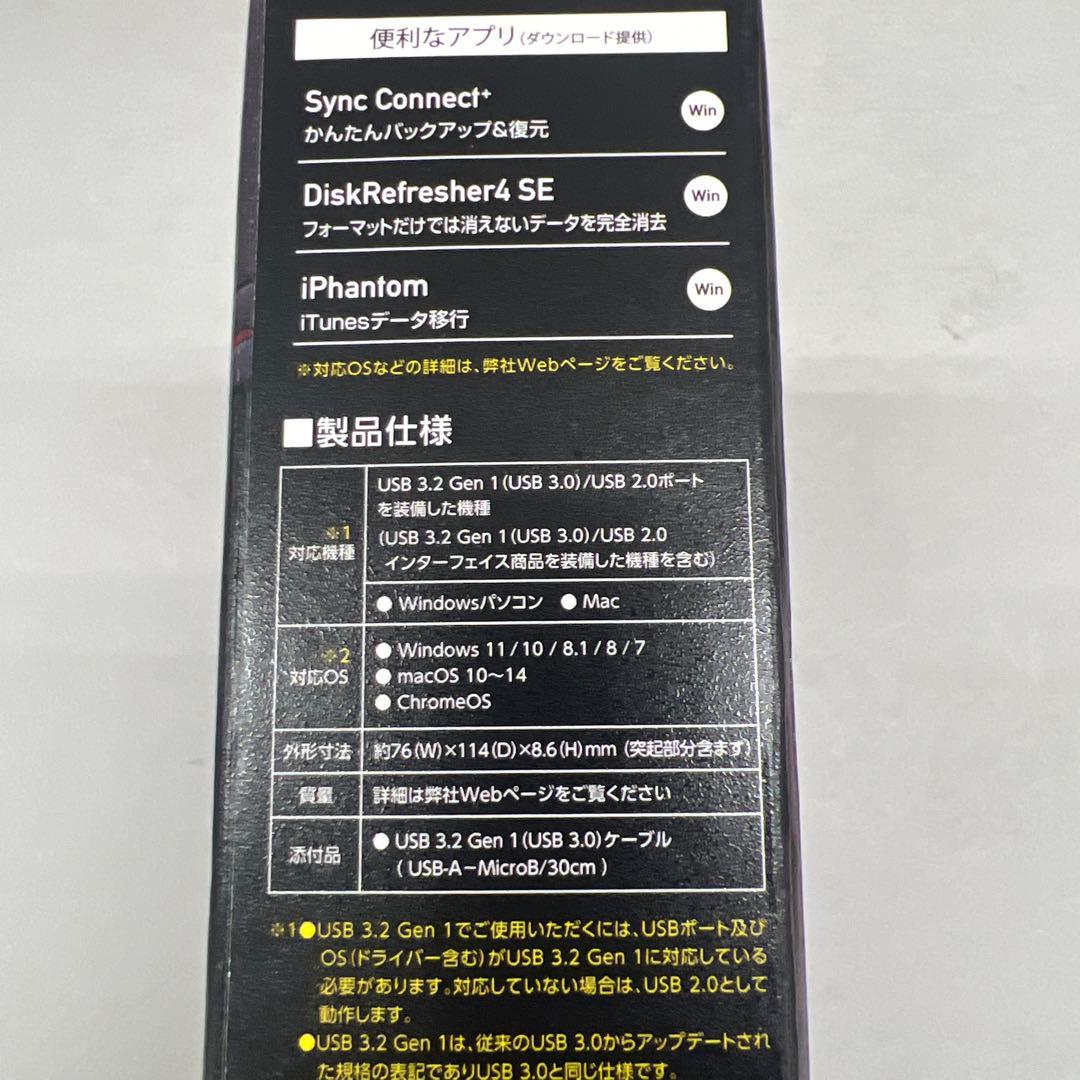 便利なアプリ(ダウンロード提供)
Sync Connect+
Win
かんたんバックアップ&復元
DiskRefresher4 SE
Win
フォーマットだけでは消えないデータを完全消去
iPhantom
Win
iTunesデータ移行
※対応OSなどの詳細は、弊社Webページをご覧ください。
■製品仕様
※1
対応機種
USB 3.2 Gen 1(USB 3.0)/USB 2.0ポート
を装備した機種
(USB 3.2 Gen 1(USB 3.0)/USB 2.0
インターフェイス商品を装備した機種を含む)
●Windowsパソコン ●Mac
※2
対応OS
●Windows 11/10/8.1/8/7
●macOS 10～14
●ChromeOS
外形寸法 約76(W)×114(D)×8.6(H)mm (突起部分含まず)
質量 詳細は弊社Webページをご覧ください
添付品
●USB 3.2 Gen 1(USB 3.0)ケーブル
(USB-A－MicroB/30cm)
※1●USB 3.2 Gen 1でご使用いただくには、USBポート及び
OS(ドライバー含む)がUSB 3.2 Gen 1に対応している
必要があります。対応していない場合は、USB 2.0として
動作します。
●USB 3.2 Gen 1は、従来のUSB 3.0からアップデートされ
た規格の表記でありUSB 3.0と同じ仕様です。